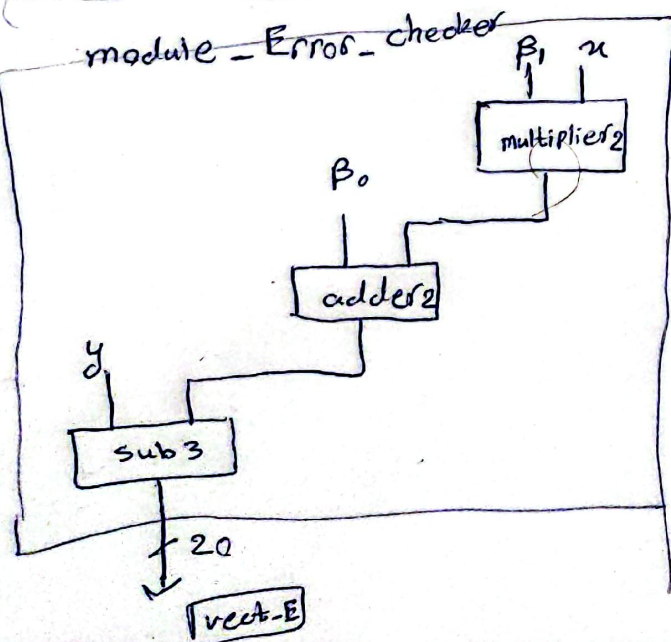 module_Error_checker
β₁ x
multiplier2
β₀
adder2
y
sub3
20
vect_E